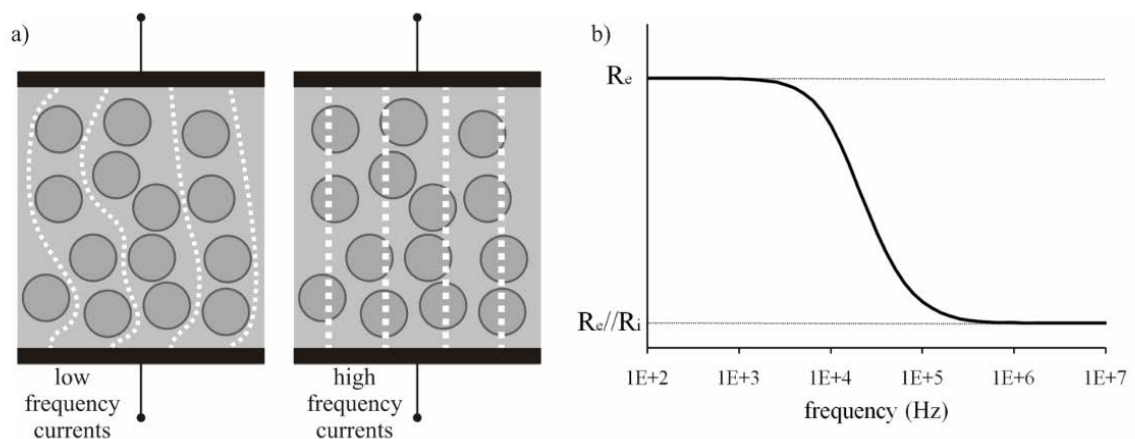 a)
low
frequency
currents
high
frequency
currents
b)
Re
Re//Ri
1E+2 1E+3 1E+4 1E+5 1E+6 1E+7
frequency (Hz)